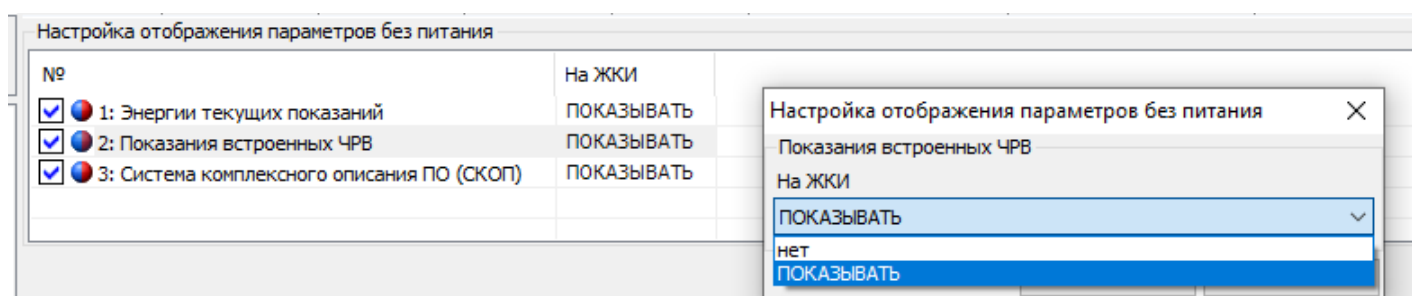 Настройка отображения параметров без питания
№ На ЖКИ
1: Энергии текущих показаний ПОКАЗЫВАТЬ
2: Показания встроенных ЧРВ ПОКАЗЫВАТЬ
3: Система комплексного описания ПО (СКОП) ПОКАЗЫВАТЬ
Настройка отображения параметров без питания
Показания встроенных ЧРВ
На ЖКИ
ПОКАЗЫВАТЬ
нет
ПОКАЗЫВАТЬ